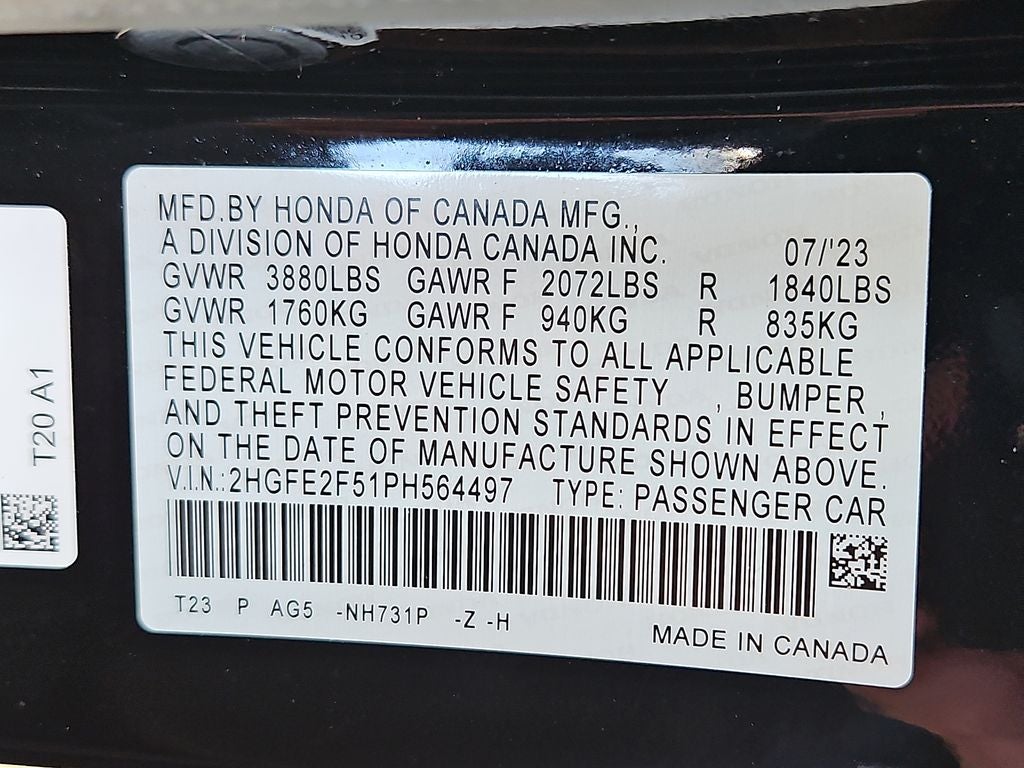 MFD.BY HONDA OF CANADA MFG.,
A DIVISION OF HONDA CANADA INC. 07/'23
GVWR 3880LBS GAWR F 2072LBS R 1840LBS
GVWR 1760KG GAWR F 940KG R 835KG
THIS VEHICLE CONFORMS TO ALL APPLICABLE
FEDERAL MOTOR VEHICLE SAFETY , BUMPER ,
AND THEFT PREVENTION STANDARDS IN EFFECT
ON THE DATE OF MANUFACTURE SHOWN ABOVE.
V.I.N.:2HGFE2F51PH564497 TYPE: PASSENGER CAR
T23 P AG5 -NH731P -Z -H
MADE IN CANADA
T20 A1